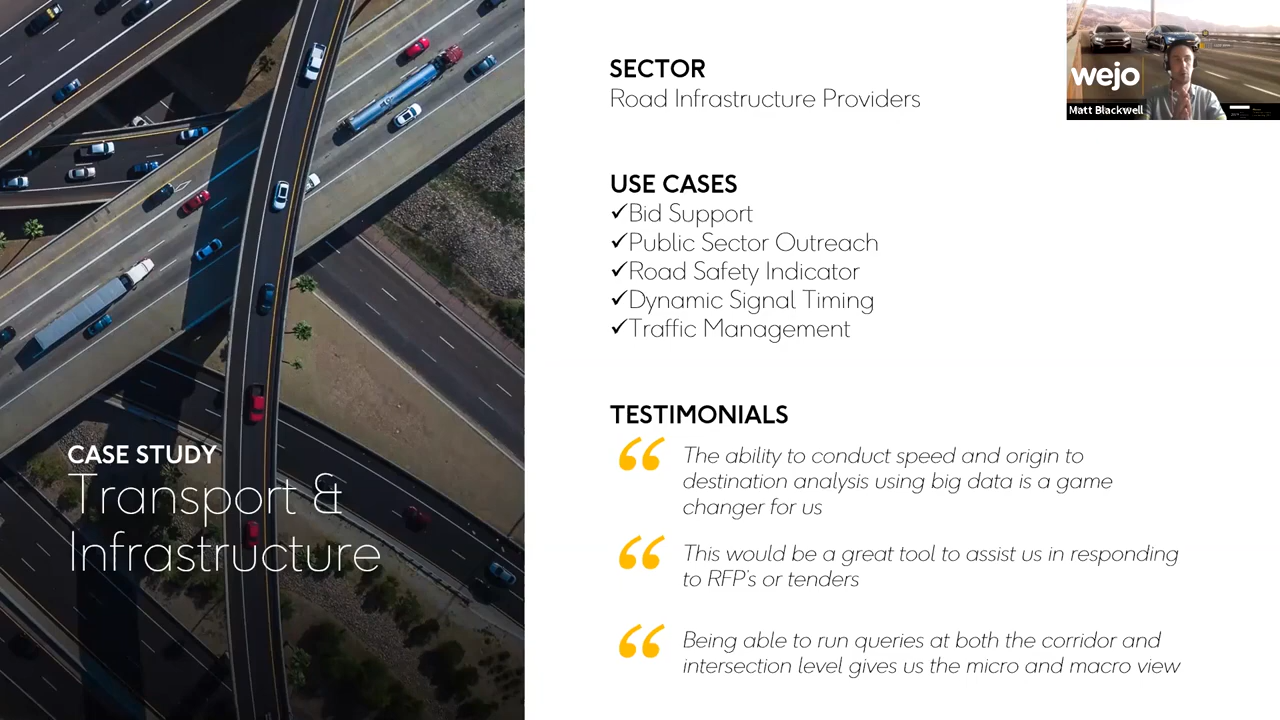 SECTOR
Road Infrastructure Providers
wejo
Matt Blackwell
USE CASES
✓Bid Support
✓Public Sector Outreach
✓Road Safety Indicator
✓Dynamic Signal Timing
✓Traffic Management
CASE STUDY
Transport &
Infrastructure
TESTIMONIALS
“ The ability to conduct speed and origin to
destination analysis using big data is a game
changer for us
“ This would be a great tool to assist us in responding
to RFP's or tenders
“ Being able to run queries at both the corridor and
intersection level gives us the micro and macro view